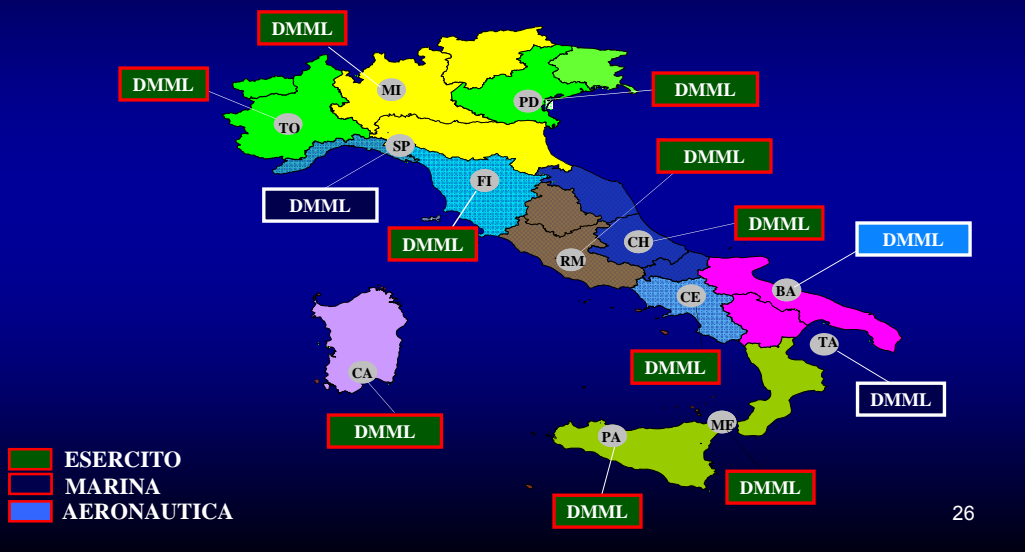 DMML
DMML
MI
DMML
PD
TO
SP
DMML
FI
DMML
DMML
DMML
CH
DMML
RM
CE
BA
TA
DMML
CA
DMML
DMML
ME
PA
ESERCITO
MARINA
DMML
DMML
AERONAUTICA
26